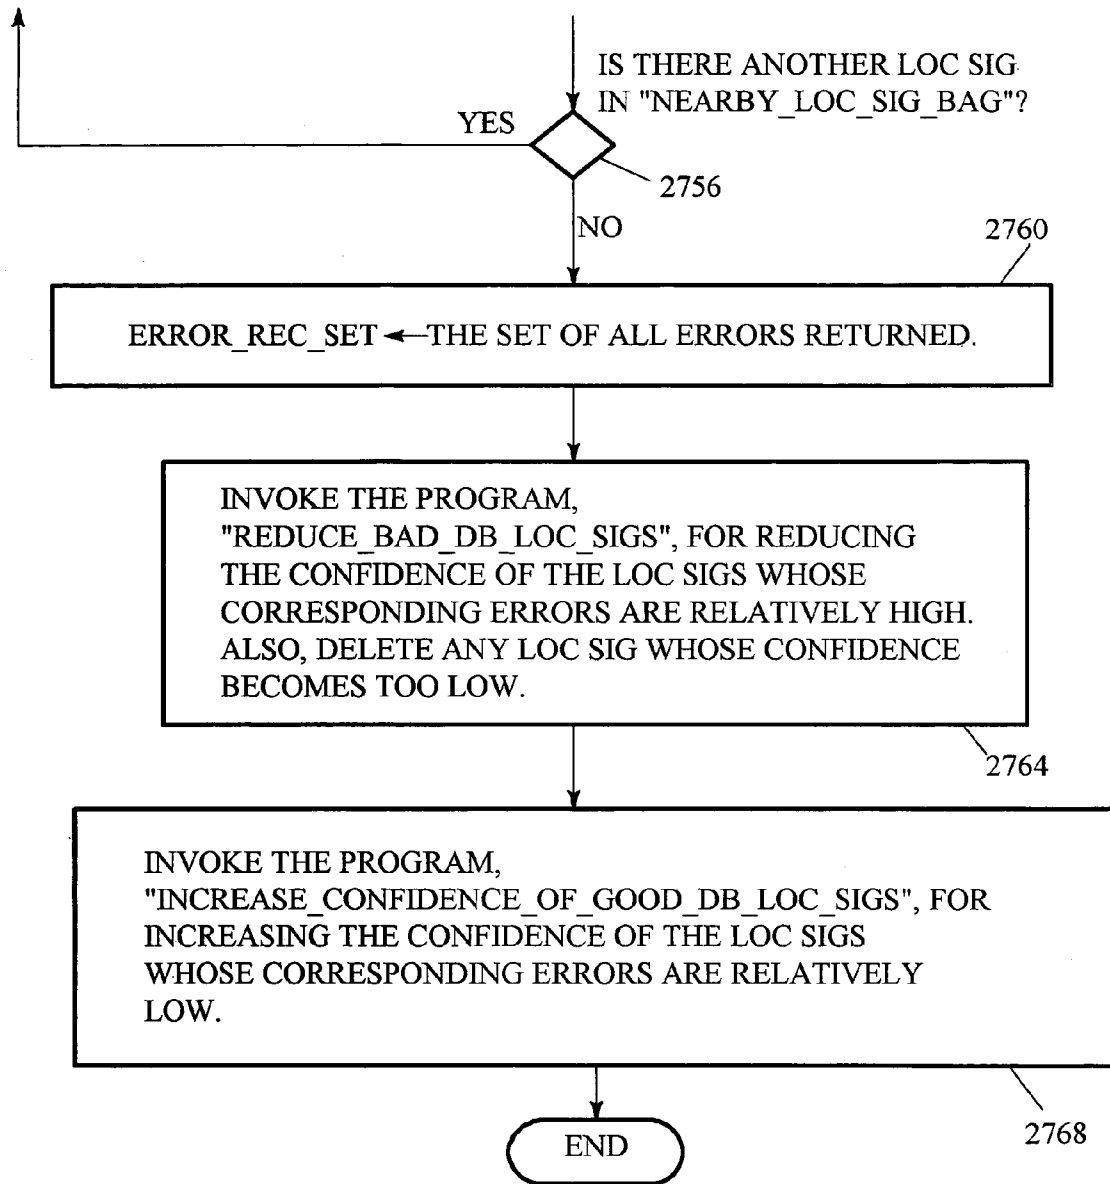 IS THERE ANOTHER LOC SIG
IN "NEARBY_LOC_SIG_BAG"?
YES
2756
NO
2760
ERROR_REC_SET ←THE SET OF ALL ERRORS RETURNED.
INVOKE THE PROGRAM,
"REDUCE_BAD_DB_LOC_SIGS", FOR REDUCING
THE CONFIDENCE OF THE LOC SIGS WHOSE
CORRESPONDING ERRORS ARE RELATIVELY HIGH.
ALSO, DELETE ANY LOC SIG WHOSE CONFIDENCE
BECOMES TOO LOW.
2764
INVOKE THE PROGRAM,
"INCREASE_CONFIDENCE_OF_GOOD_DB_LOC_SIGS", FOR
INCREASING THE CONFIDENCE OF THE LOC SIGS
WHOSE CORRESPONDING ERRORS ARE RELATIVELY
LOW.
2768
END